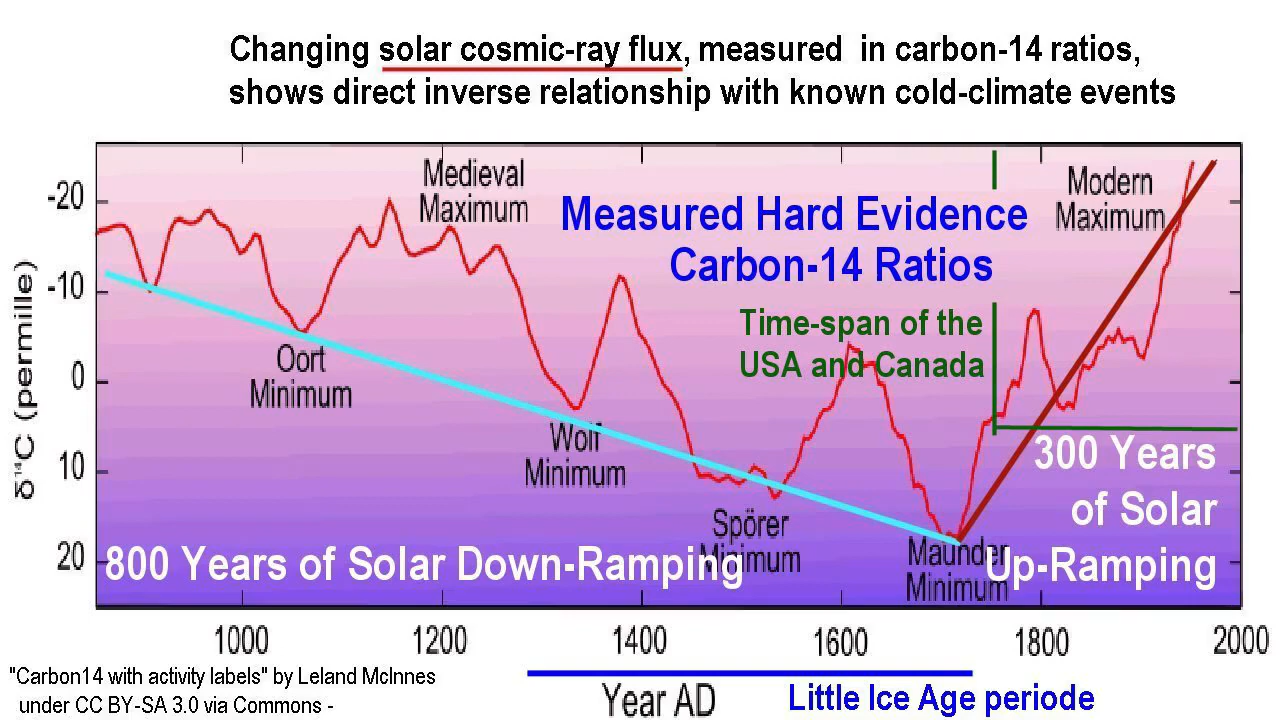 Changing solar cosmic-ray flux, measured in carbon-14 ratios,
shows direct inverse relationship with known cold-climate events
Medieval
Maximum
Modern
Maximum
Measured Hard Evidence
Carbon-14 Ratios
Time-span of the
USA and Canada
Oort
Minimum
Wolf
Minimum
Spörer
Minimum
Maunder
Minimum
800 Years of Solar Down-Ramping
300 Years
of Solar
Up-Ramping
δ¹⁴C (permille)
-20
-10
0
10
20
1000 1200 1400 1600 1800 2000
Year AD
Little Ice Age periode
"Carbon14 with activity labels" by Leland McInnes
under CC BY-SA 3.0 via Commons -